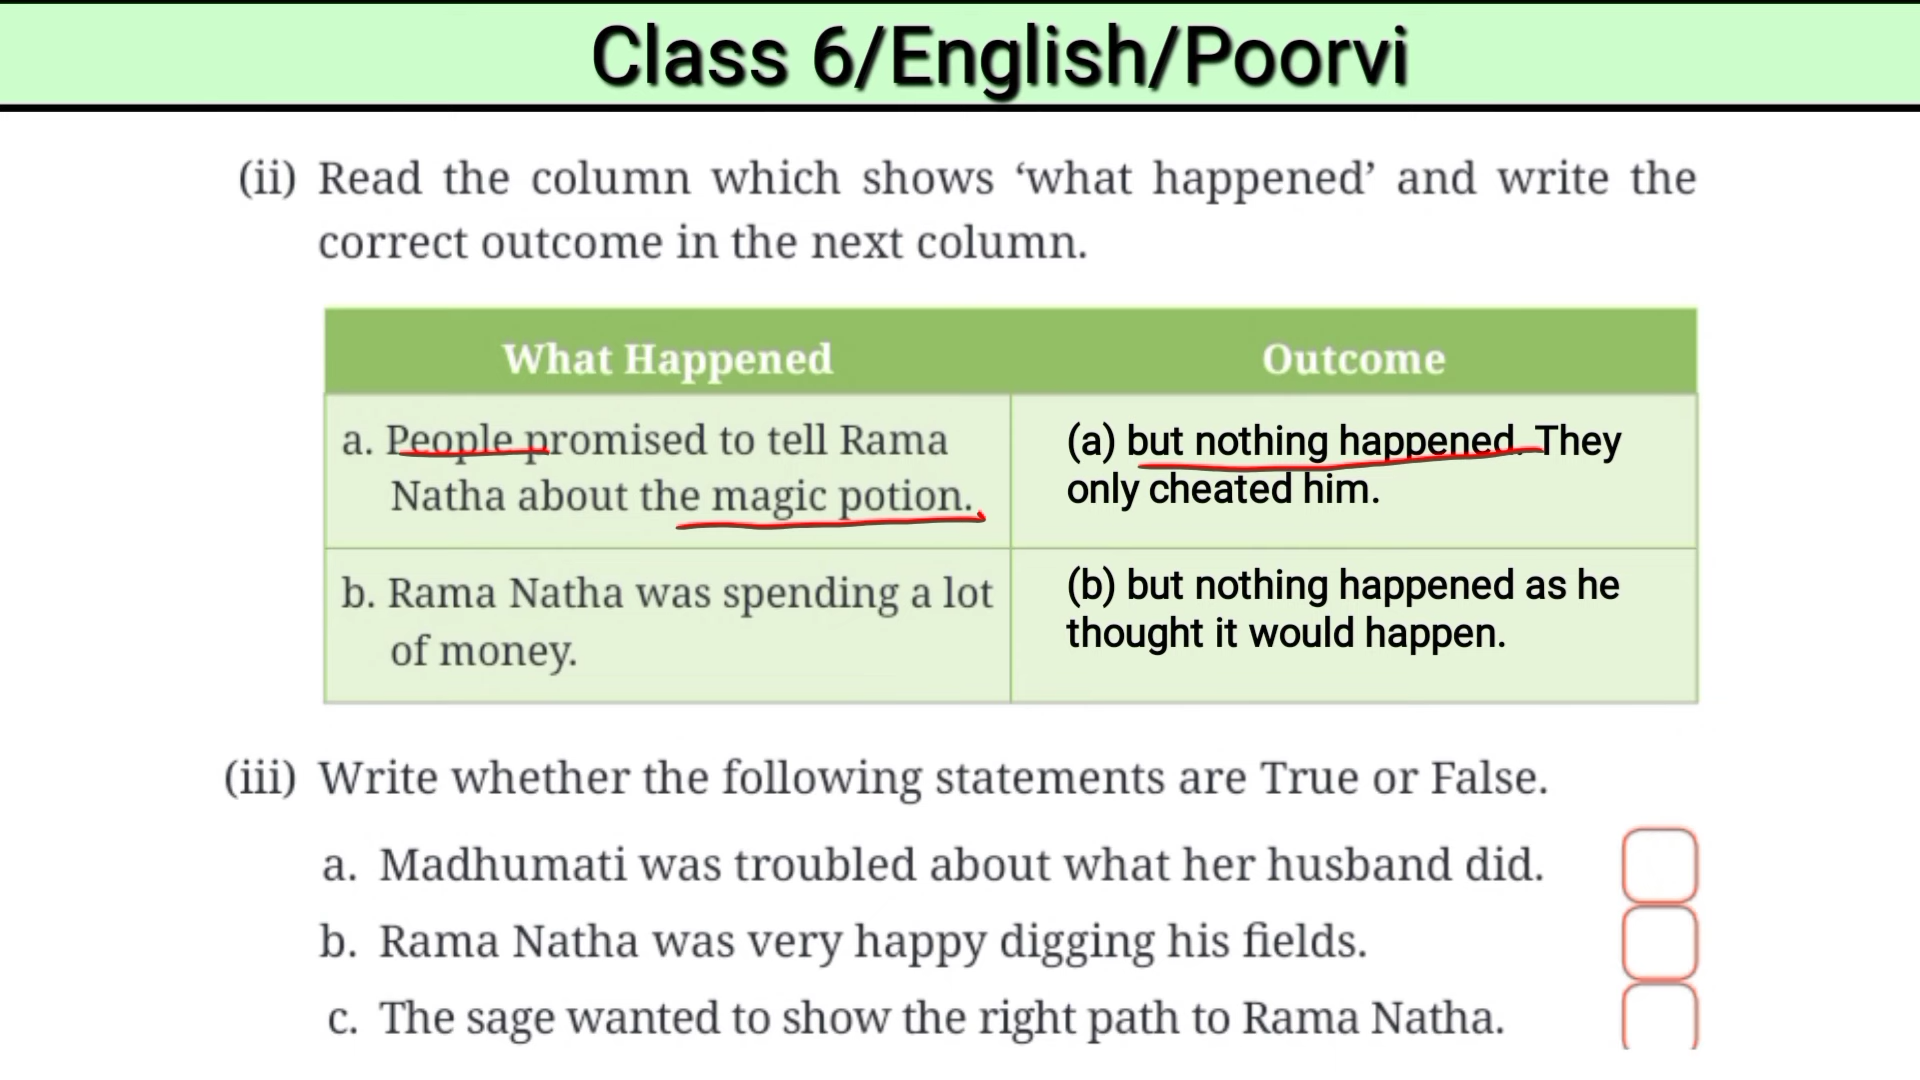 Class 6/English/Poorvi
(ii) Read the column which shows ‘what happened’ and write the
correct outcome in the next column.
What Happened
Outcome
a. People promised to tell Rama
Natha about the magic potion.
(a) but nothing happened. They
only cheated him.
b. Rama Natha was spending a lot
of money.
(b) but nothing happened as he
thought it would happen.
(iii) Write whether the following statements are True or False.
a. Madhumati was troubled about what her husband did.
b. Rama Natha was very happy digging his fields.
c. The sage wanted to show the right path to Rama Natha.